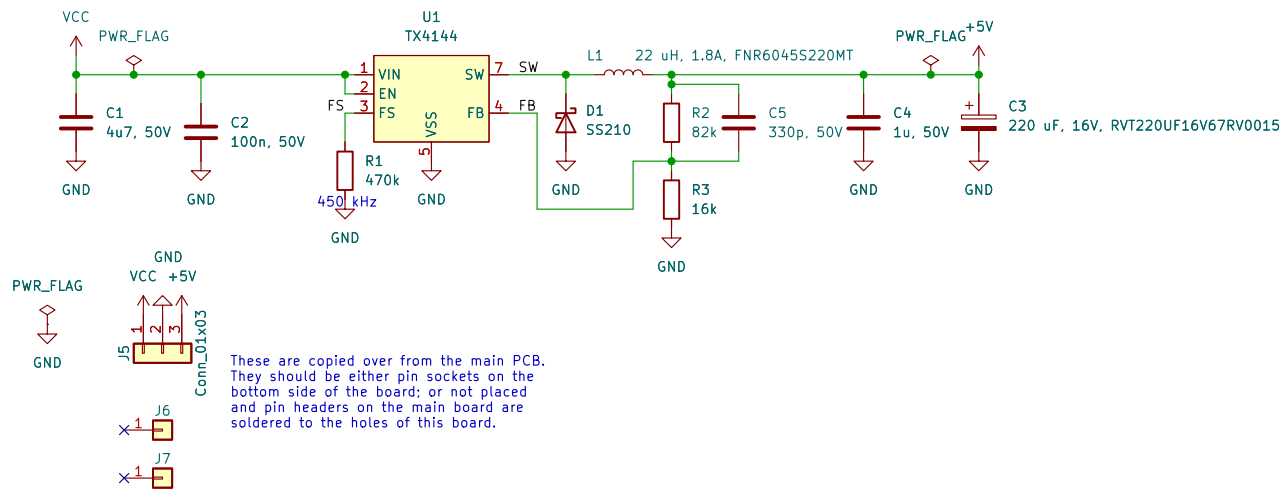 VCC
PWR_FLAG
C1
4u7, 50V
GND
C2
100n, 50V
GND
U1
TX4144
1
VIN
2
EN
3
FS
FS
SW
7
SW
FB
4
FB
VSS
5
GND
R1
470k
450 kHz
GND
L1
22 uH, 1.8A, FNR6045S220MT
D1
SS210
GND
R2
82k
C5
330p, 50V
R3
16k
GND
C4
1u, 50V
GND
PWR_FLAG
+5V
C3
220 uF, 16V, RVT220UF16V67RV0015
GND
PWR_FLAG
GND
GND
VCC +5V
1
2
3
J5
Conn_01x03
These are copied over from the main PCB.
They should be either pin sockets on the
bottom side of the board; or not placed
and pin headers on the main board are
soldered to the holes of this board.
J6
1
J7
1